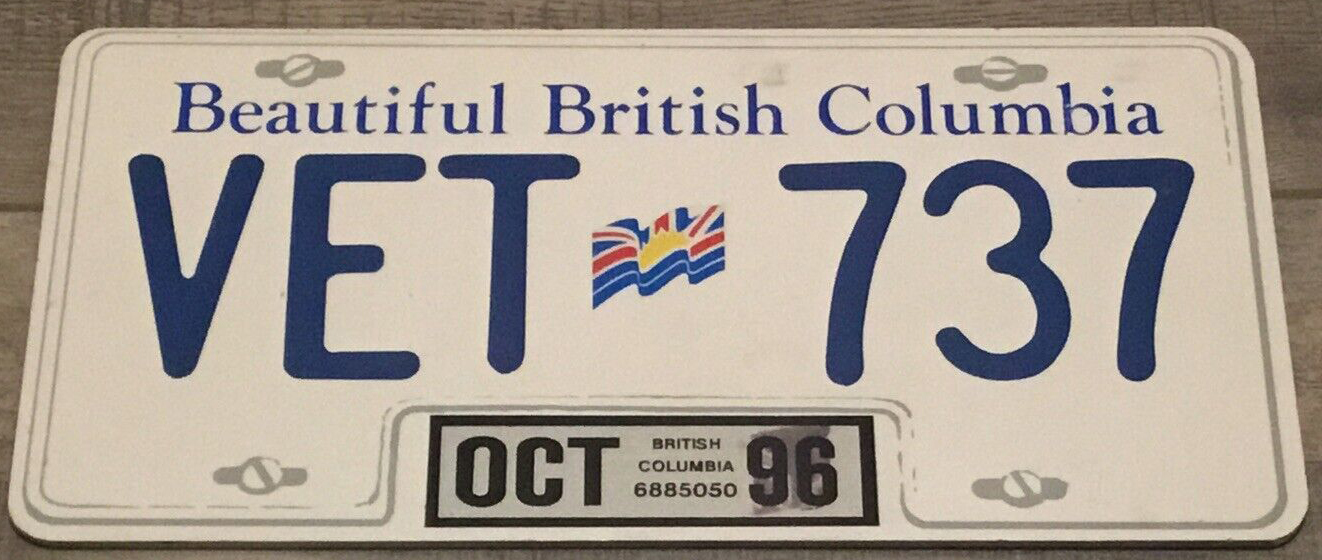 Beautiful British Columbia
VET 737
OCT BRITISH COLUMBIA 6885050 96